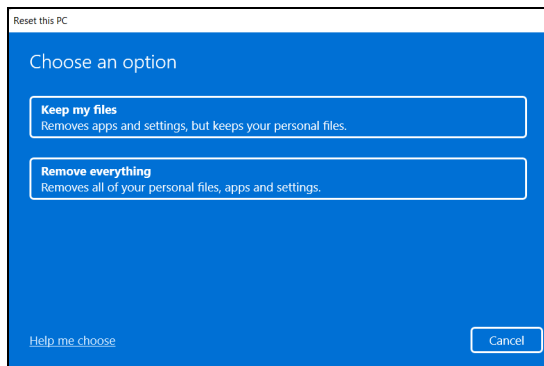 Reset this PC
Choose an option
Keep my files
Removes apps and settings, but keeps your personal files.
Remove everything
Removes all of your personal files, apps and settings.
Help me choose
Cancel